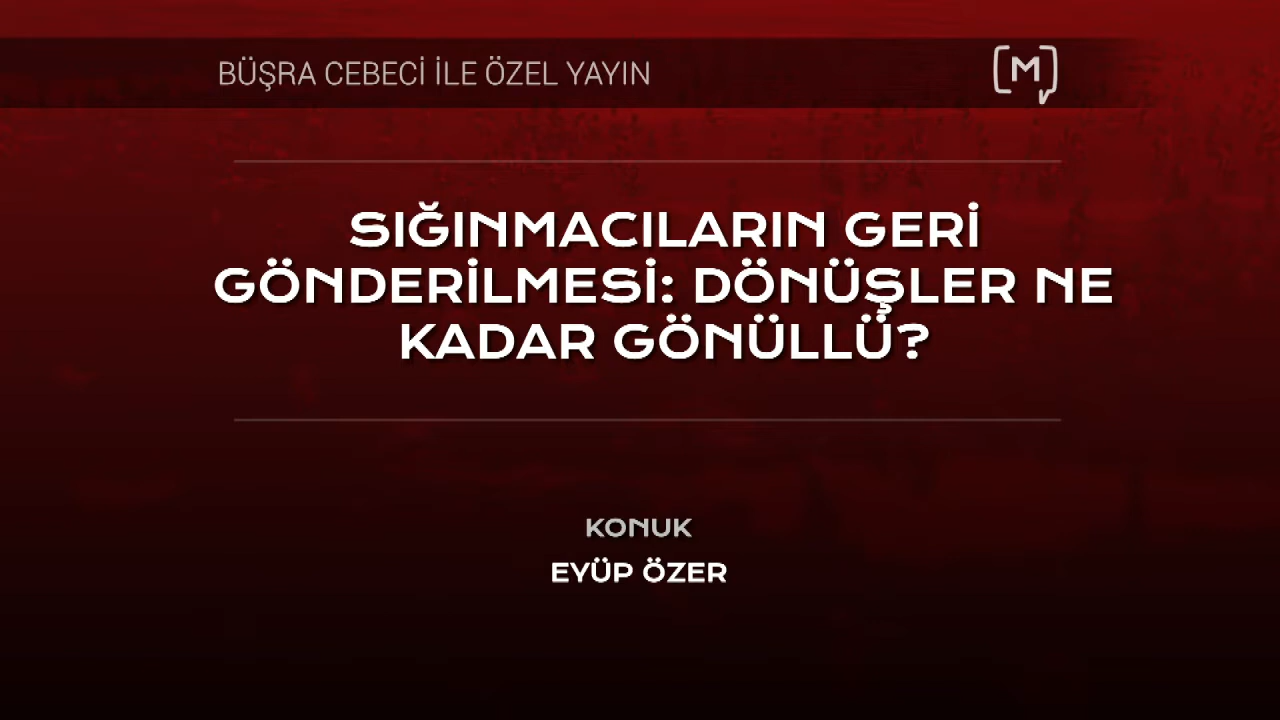 BÜŞRA CEBECİ İLE ÖZEL YAYIN
[M]
SIĞINMACILARIN GERİ
GÖNDERİLMESİ: DÖNÜŞLER NE
KADAR GÖNÜLLÜ?
KONUK
EYÜP ÖZER